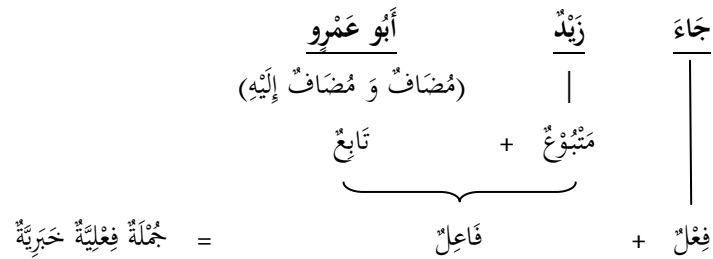 جَاءَ زَيْدٌ أَبُو عَمْرٍو
(مُضَافٌ وَ مُضَافٌ إِلَيْهِ)
مَتْبُوْعٌ + تَابِعٌ
فِعْلٌ + فَاعِلٌ = جُمْلَةٌ فِعْلِيَّةٌ خَبَرِيَّةٌ